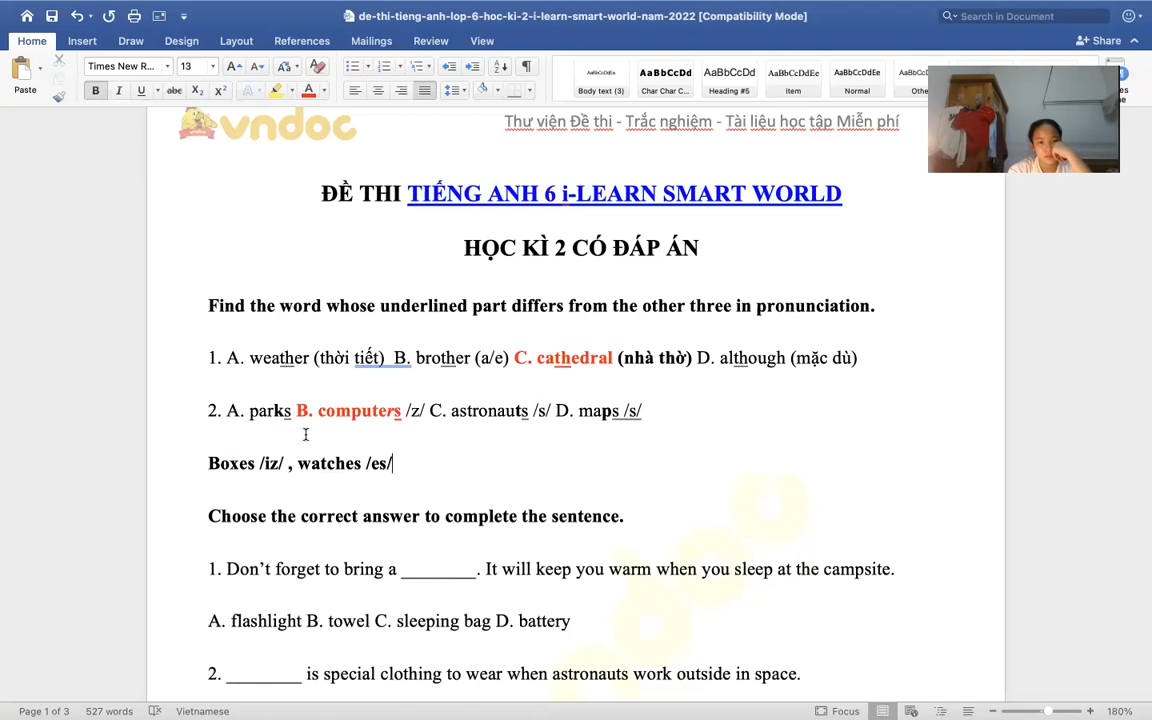 de-thi-tieng-anh-lop-6-hoc-ki-2-i-learn-smart-world-nam-2022 [Compatibility Mode]
Search in Document
Home Insert Draw Design Layout References Mailings Review View
Share
Paste
Times New R... 13
AaBbCcDd AaBbCcDd AaBbCcDd AaBbCcDd
Body text (3) Char Char C... Heading #5 item Normal
vndoc
Thư viện Đề thi - Trắc nghiệm - Tài liệu học tập Miễn phí
ĐỀ THI TIẾNG ANH 6 i-LEARN SMART WORLD
HỌC KÌ 2 CÓ ĐÁP ÁN
Find the word whose underlined part differs from the other three in pronunciation.
1. A. weather (thời tiết) B. brother (a/e) C. cathedral (nhà thờ) D. although (mặc dù)
2. A. parks B. computers /z/ C. astronauts /s/ D. maps /s/
Boxes /iz/ , watches /es/
Choose the correct answer to complete the sentence.
1. Don’t forget to bring a ________. It will keep you warm when you sleep at the campsite.
A. flashlight B. towel C. sleeping bag D. battery
2. ________ is special clothing to wear when astronauts work outside in space.
Page 1 of 3 527 words Vietnamese Focus 180%